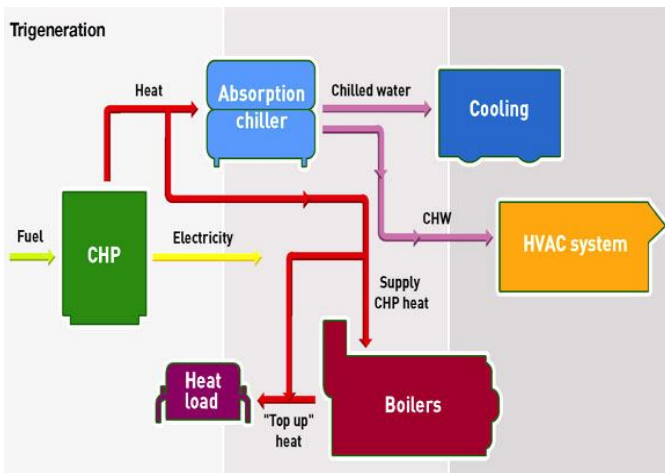 Trigeneration
Heat
Absorption
chiller
Chilled water
Cooling
Fuel
CHP
Electricity
CHW
HVAC system
Supply
CHP heat
Heat
load
"Top up"
heat
Boilers